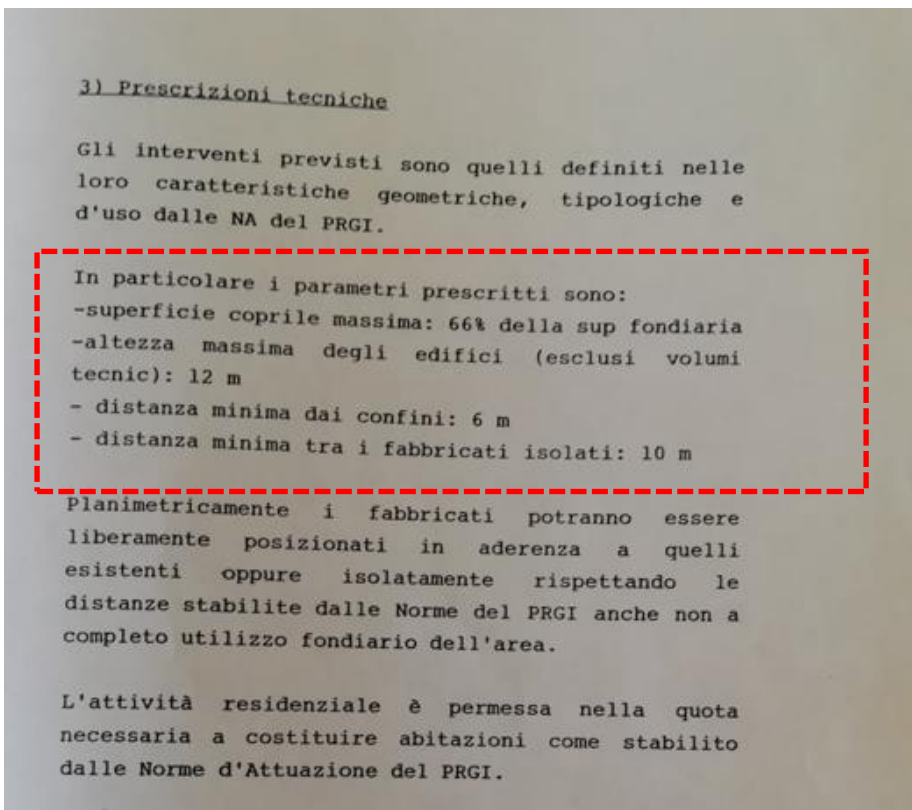 3) Prescrizioni tecniche
Gli interventi previsti sono quelli definiti nelle
loro caratteristiche geometriche, tipologiche e
d'uso dalle NA del PRGI.
In particolare i parametri prescritti sono:
-superficie coprile massima: 66% della sup fondiaria
-altezza massima degli edifici (esclusi volumi
tecnic): 12 m
- distanza minima dai confini: 6 m
- distanza minima tra i fabbricati isolati: 10 m
Planimetricamente i fabbricati potranno essere
liberamente posizionati in aderenza a quelli
esistenti oppure isolatamente rispettando le
distanze stabilite dalle Norme del PRGI anche non a
completo utilizzo fondiario dell'area.
L'attività residenziale è permessa nella quota
necessaria a costituire abitazioni come stabilito
dalle Norme d'Attuazione del PRGI.